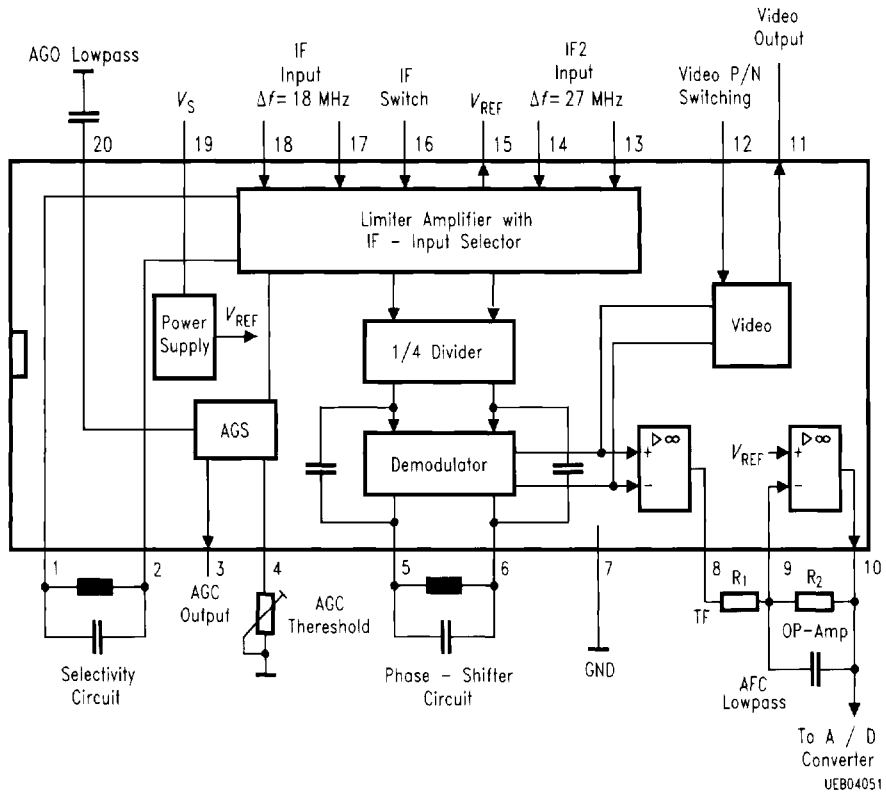 AGO Lowpass
V_S
IF
Input
Δf = 18 MHz
IF
Switch
V_REF
IF2
Input
Δf = 27 MHz
Video P/N
Switching
Video
Output
20
19
18
17
16
15
14
13
12
11
Limiter Amplifier with
IF - Input Selector
Power
Supply
V_REF
1/4 Divider
Video
AGS
Demodulator
+
-
▷∞
V_REF
+
-
▷∞
1
2
3
4
5
6
7
8
9
10
AGC
Output
AGC
Thereshold
Selectivity
Circuit
Phase - Shifter
Circuit
GND
TF
R1
R2
OP-Amp
AFC
Lowpass
To A / D
Converter
UEB04051